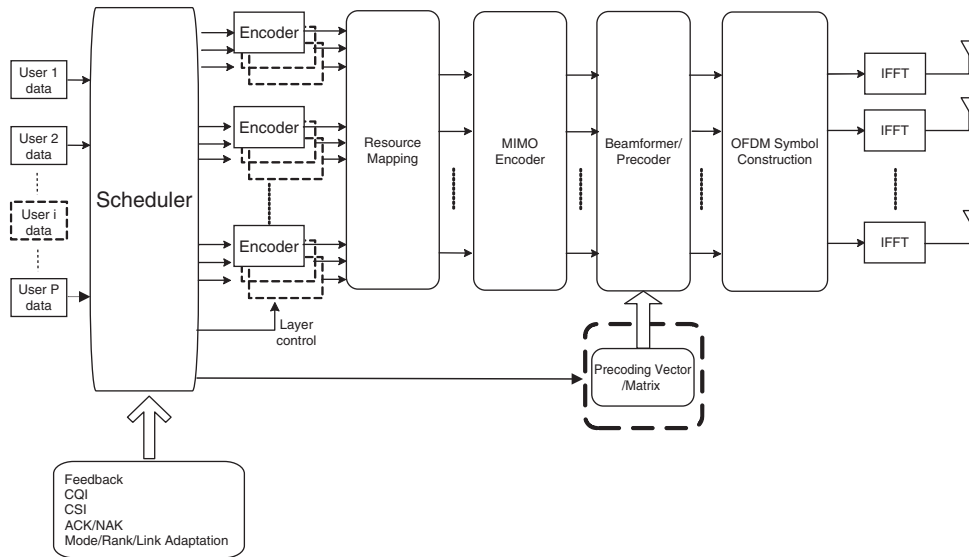 User 1
data
User 2
data
User i
data
User P
data
Scheduler
Encoder
Encoder
Encoder
Layer
control
Resource
Mapping
MIMO
Encoder
Beamformer/
Precoder
OFDM Symbol
Construction
IFFT
IFFT
IFFT
Precoding Vector
/Matrix
Feedback
CQI
CSI
ACK/NAK
Mode/Rank/Link Adaptation